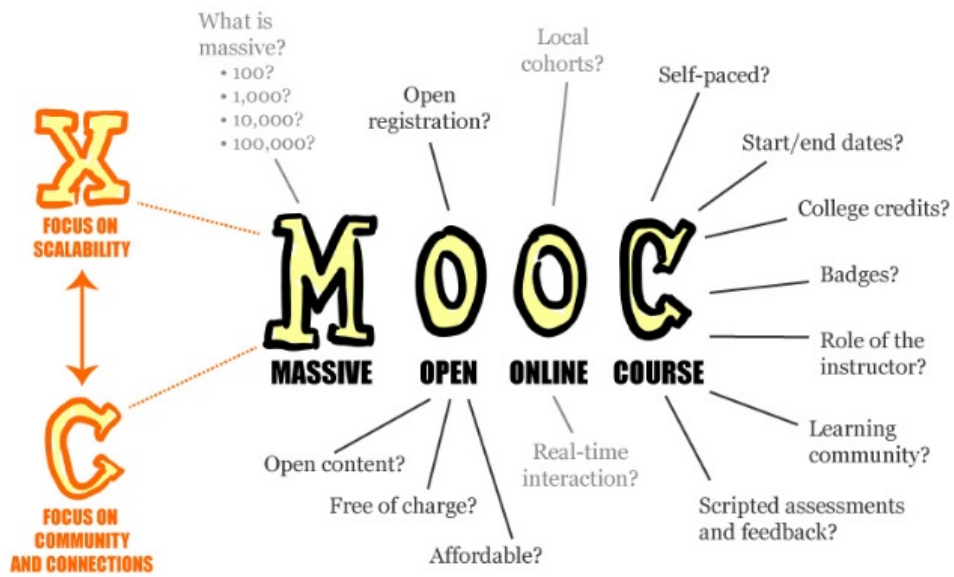 What is
massive?
• 100?
• 1,000?
• 10,000?
• 100,000?
Open
registration?
Local
cohorts?
Self-paced?
Start/end dates?
College credits?
Badges?
Role of the
instructor?
Learning
community?
Scripted assessments
and feedback?
X
FOCUS ON
SCALABILITY
C
FOCUS ON
COMMUNITY
AND CONNECTIONS
MOOC
MASSIVE OPEN ONLINE COURSE
Open content?
Free of charge?
Affordable?
Real-time
interaction?